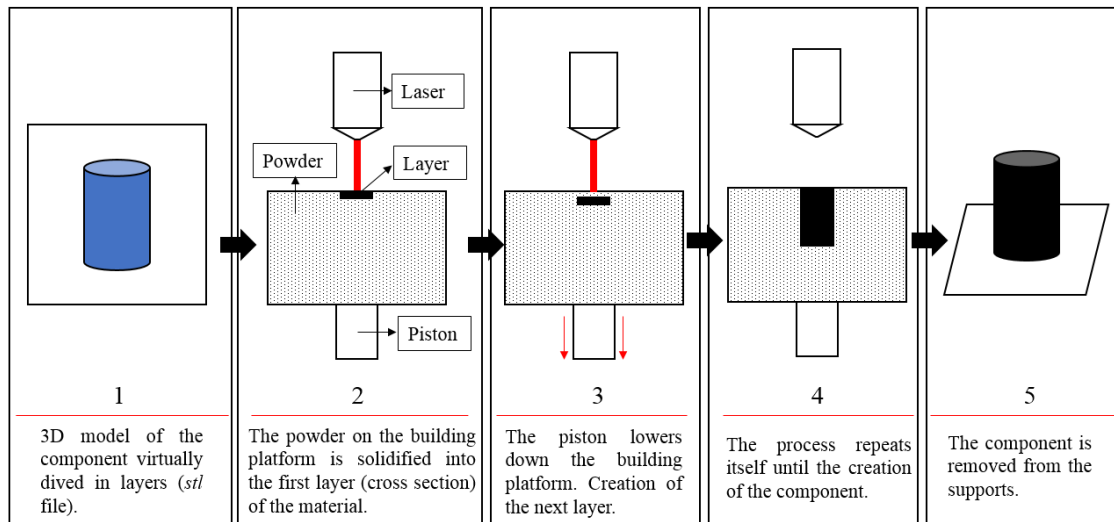 Laser
Powder
Layer
Piston
1
3D model of the
component virtually
dived in layers (stl
file).
2
The powder on the building
platform is solidified into
the first layer (cross section)
of the material.
3
The piston lowers
down the building
platform. Creation of
the next layer.
4
The process repeats
itself until the creation
of the component.
5
The component is
removed from the
supports.